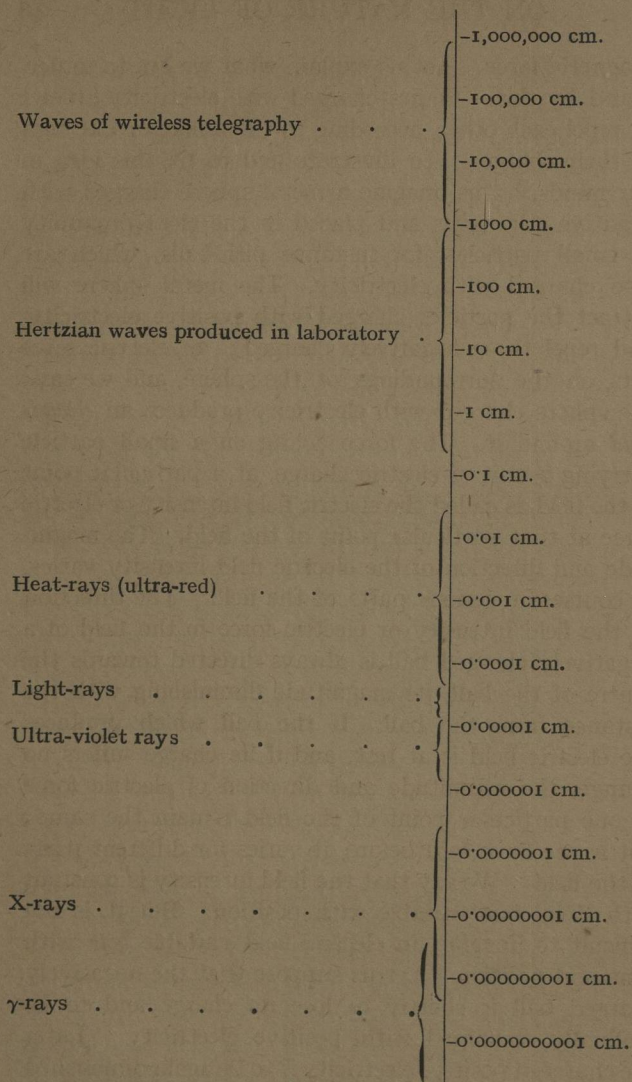 -1,000,000 cm.
-100,000 cm.
Waves of wireless telegraphy . . .
-10,000 cm.
-1000 cm.
-100 cm.
Hertzian waves produced in laboratory .
-10 cm.
-1 cm.
-0·1 cm.
-0·01 cm.
Heat-rays (ultra-red) . . . .
-0·001 cm.
-0·0001 cm.
Light-rays . . . . . .
-0·00001 cm.
Ultra-violet rays . . . . .
-0·000001 cm.
-0·0000001 cm.
X-rays . . . . . . .
-0·00000001 cm.
-0·000000001 cm.
γ-rays . . . . . . .
-0·0000000001 cm.